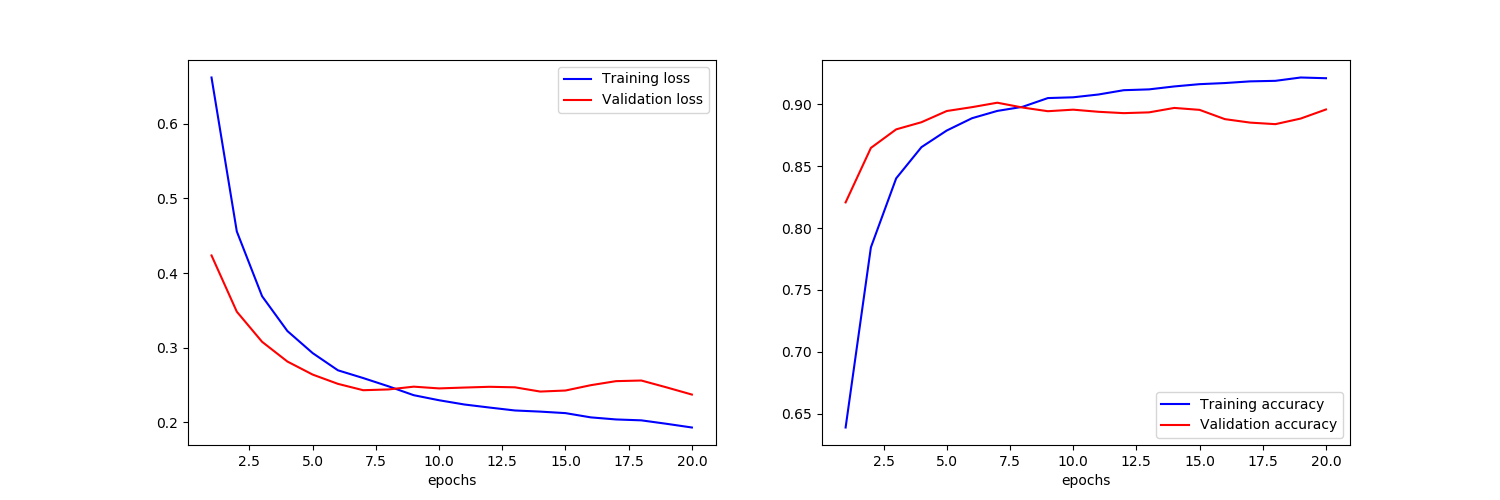 Training loss
Validation loss
0.6
0.5
0.4
0.3
0.2
2.5 5.0 7.5 10.0 12.5 15.0 17.5 20.0
epochs
0.90
0.85
0.80
0.75
0.70
0.65
Training accuracy
Validation accuracy
2.5 5.0 7.5 10.0 12.5 15.0 17.5 20.0
epochs